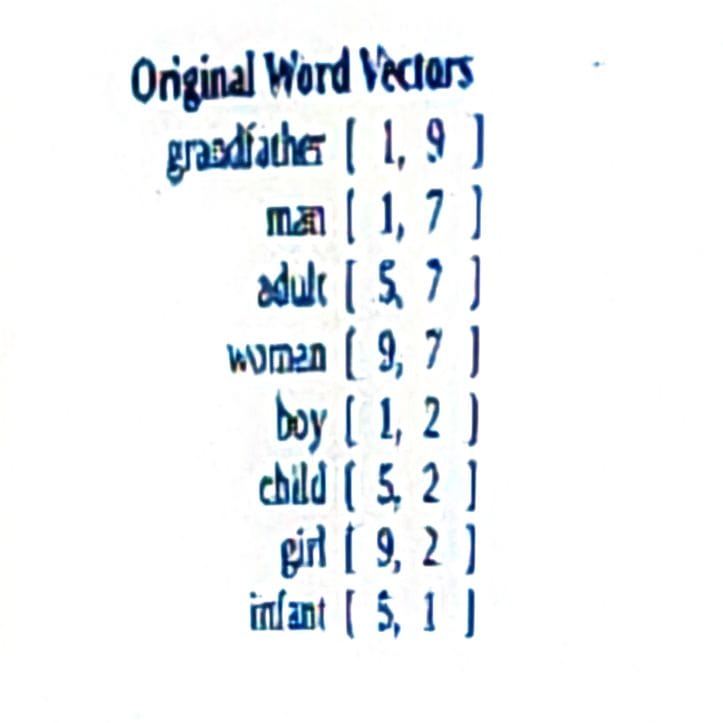 Original Word Vectors
grandfather [ 1, 9 ]
man [ 1, 7 ]
adult [ 5, 7 ]
woman [ 9, 7 ]
boy [ 1, 2 ]
child [ 5, 2 ]
girl [ 9, 2 ]
infant [ 5, 1 ]